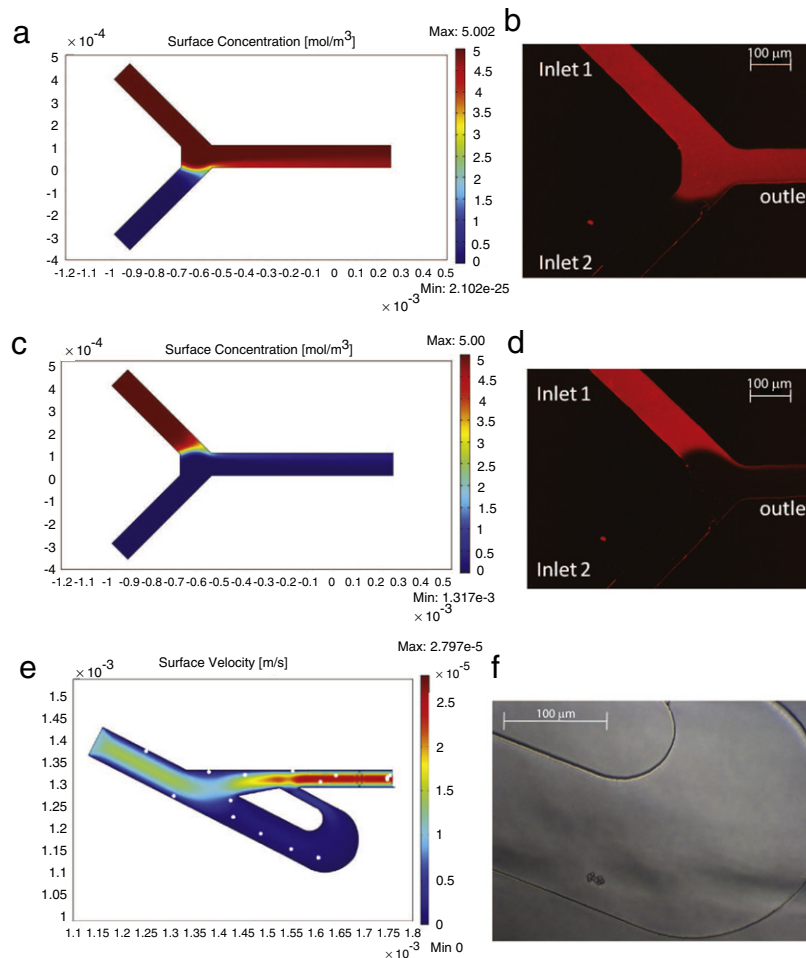 a
× 10⁻⁴
Surface Concentration [mol/m³]
Max: 5.002
5
4
3
2
1
0
-1
-2
-3
-4
-1.2 -1.1 -1 -0.9 -0.8 -0.7 -0.6 -0.5 -0.4 -0.3 -0.2 -0.1 0 0.1 0.2 0.3 0.4 0.5
× 10⁻³
5
4.5
4
3.5
3
2.5
2
1.5
1
0.5
0
Min: 2.102e-25
b
Inlet 1
100 µm
outle
Inlet 2
c
× 10⁻⁴
Surface Concentration [mol/m³]
Max: 5.00
5
4
3
2
1
0
-1
-2
-3
-4
-1.2 -1.1 -1 -0.9 -0.8 -0.7 -0.6 -0.5 -0.4 -0.3 -0.2 -0.1 0 0.1 0.2 0.3 0.4 0.5
× 10⁻³
5
4.5
4
3.5
3
2.5
2
1.5
1
0.5
0
Min: 1.317e-3
d
Inlet 1
100 µm
outle
Inlet 2
e
× 10⁻³
Surface Velocity [m/s]
Max: 2.797e-5
× 10⁻⁵
1.5
1.45
1.4
1.35
1.3
1.25
1.2
1.15
1.1
1.05
1
1.1 1.15 1.2 1.25 1.3 1.35 1.4 1.45 1.5 1.55 1.6 1.65 1.7 1.75 1.8
× 10⁻³
2.5
2
1.5
1
0.5
0
Min 0
f
100 µm